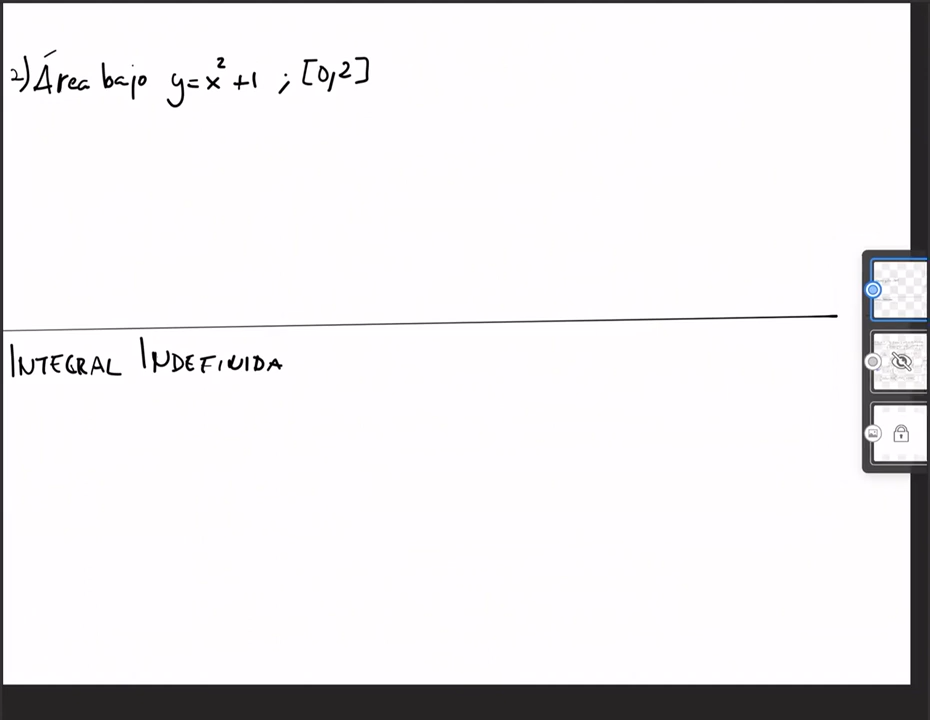 2) Área bajo y=x²+1 ; [0,2]
INTEGRAL INDEFINIDA